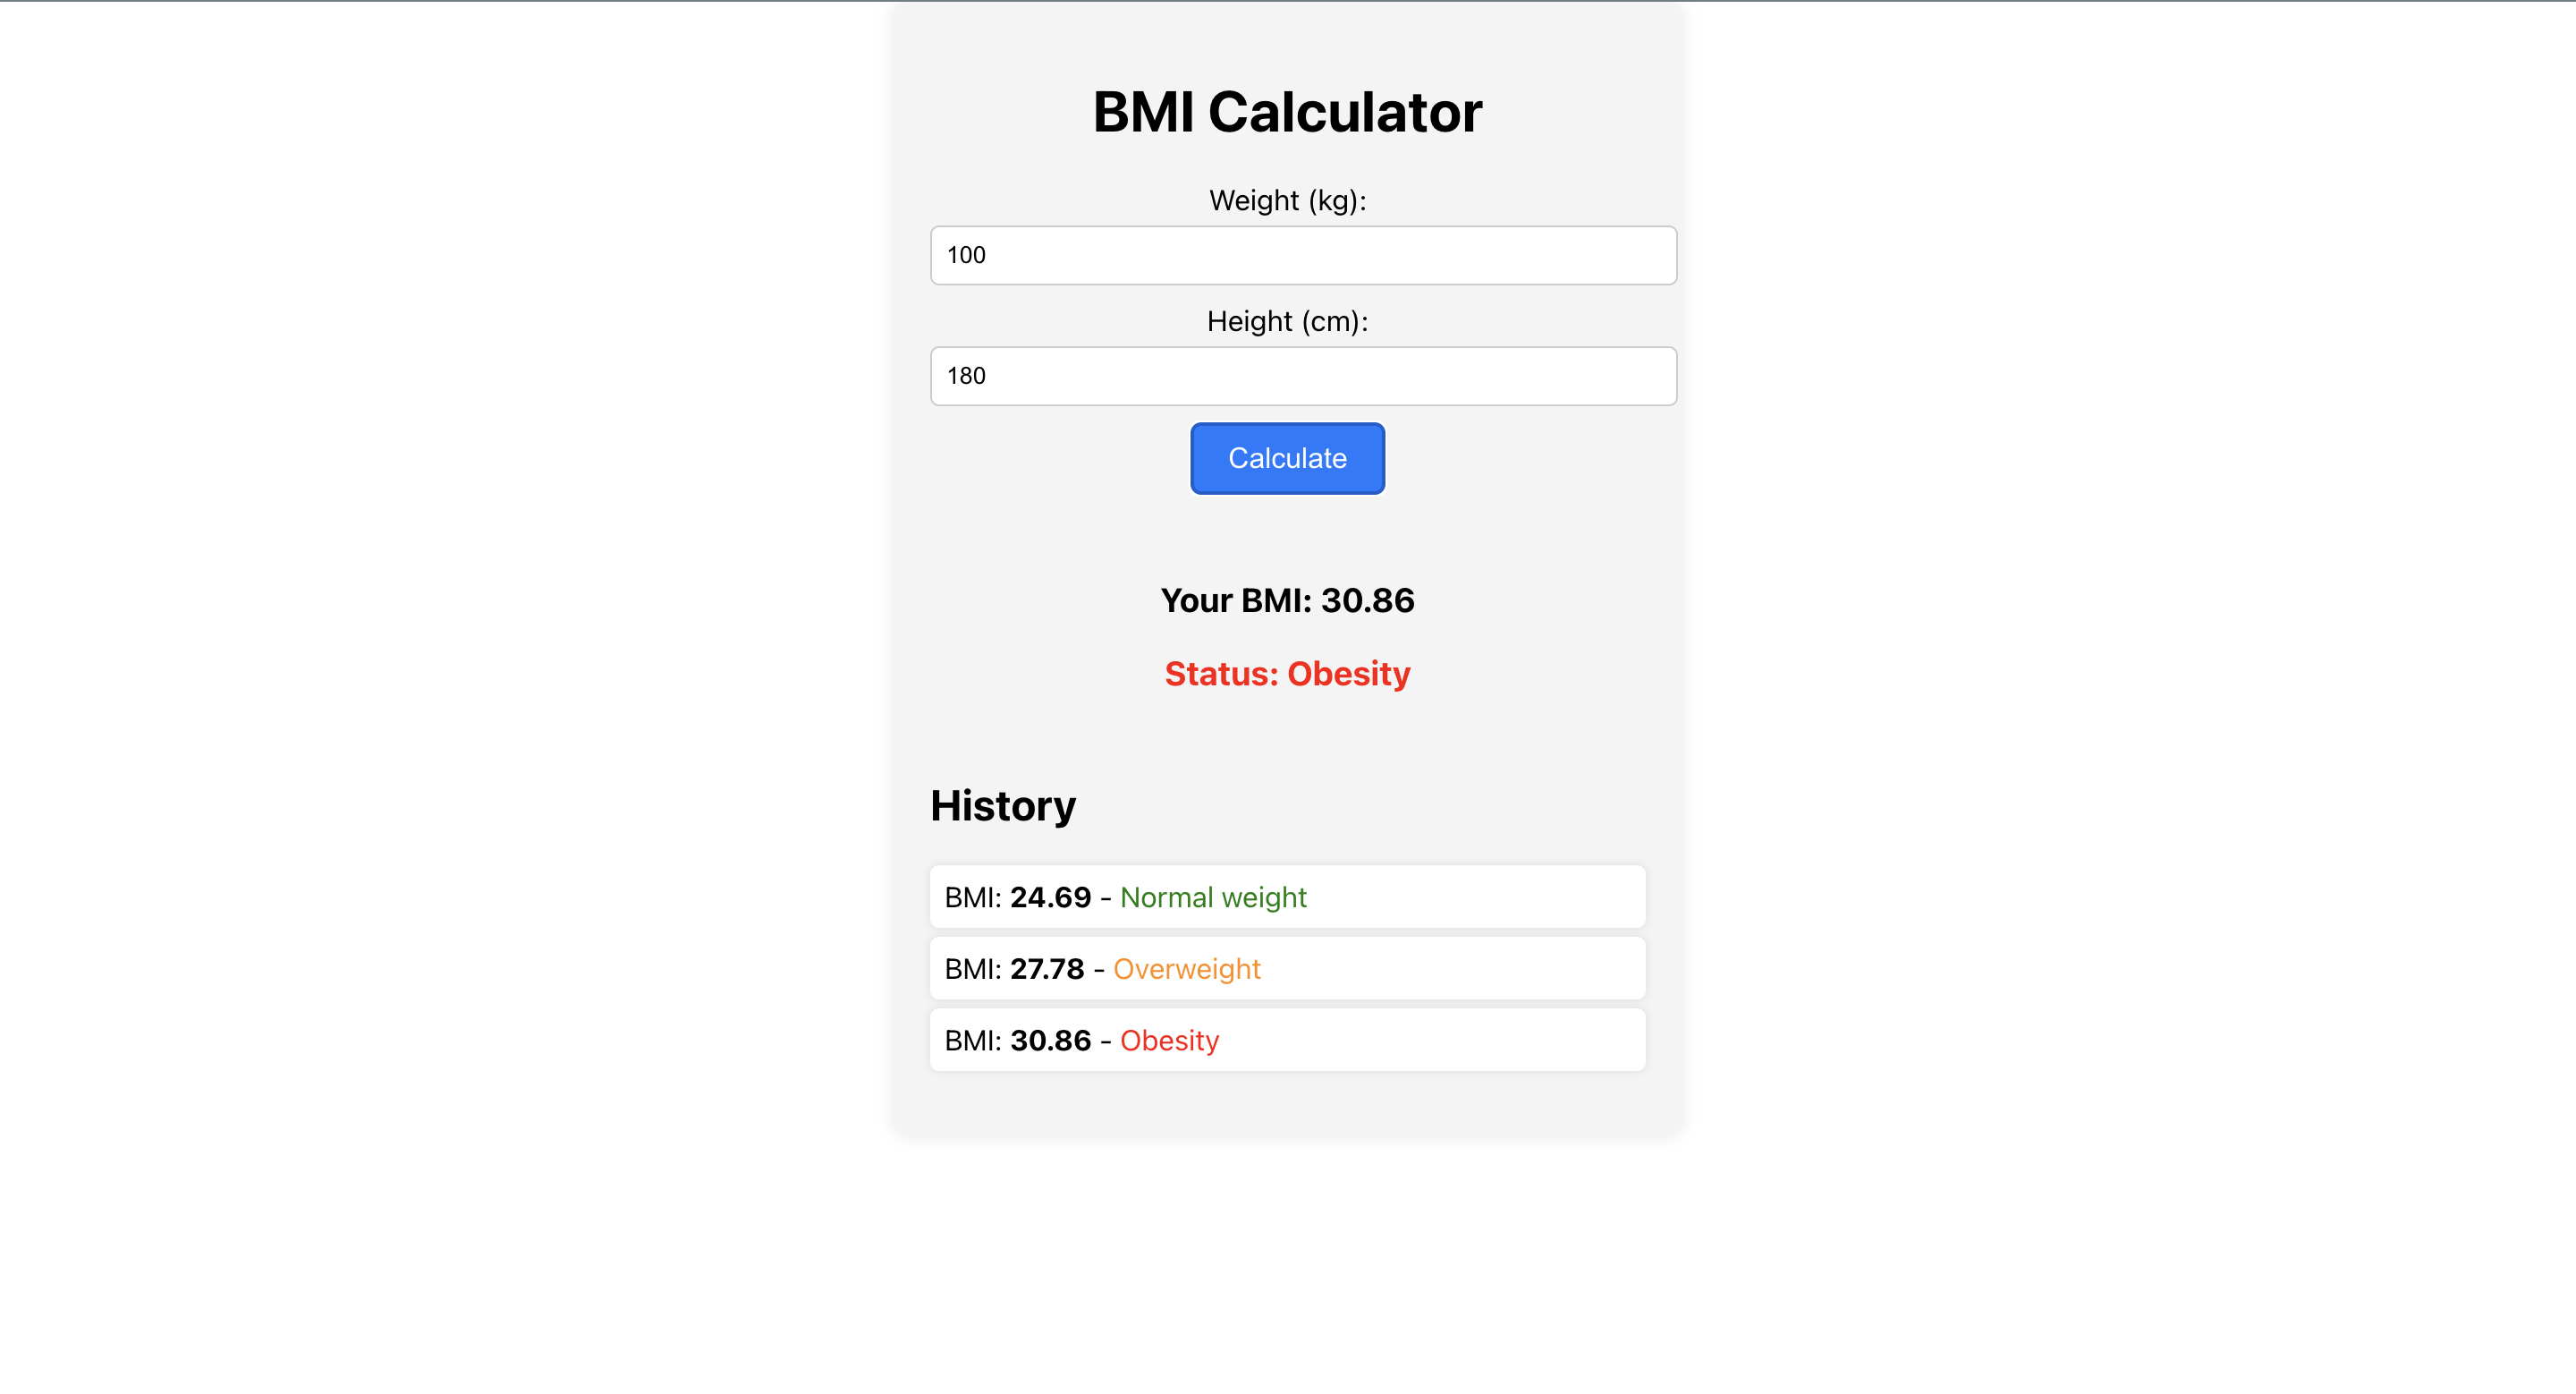 BMI Calculator
Weight (kg):
100
Height (cm):
180
Calculate
Your BMI: 30.86
Status: Obesity
History
BMI: 24.69 - Normal weight
BMI: 27.78 - Overweight
BMI: 30.86 - Obesity